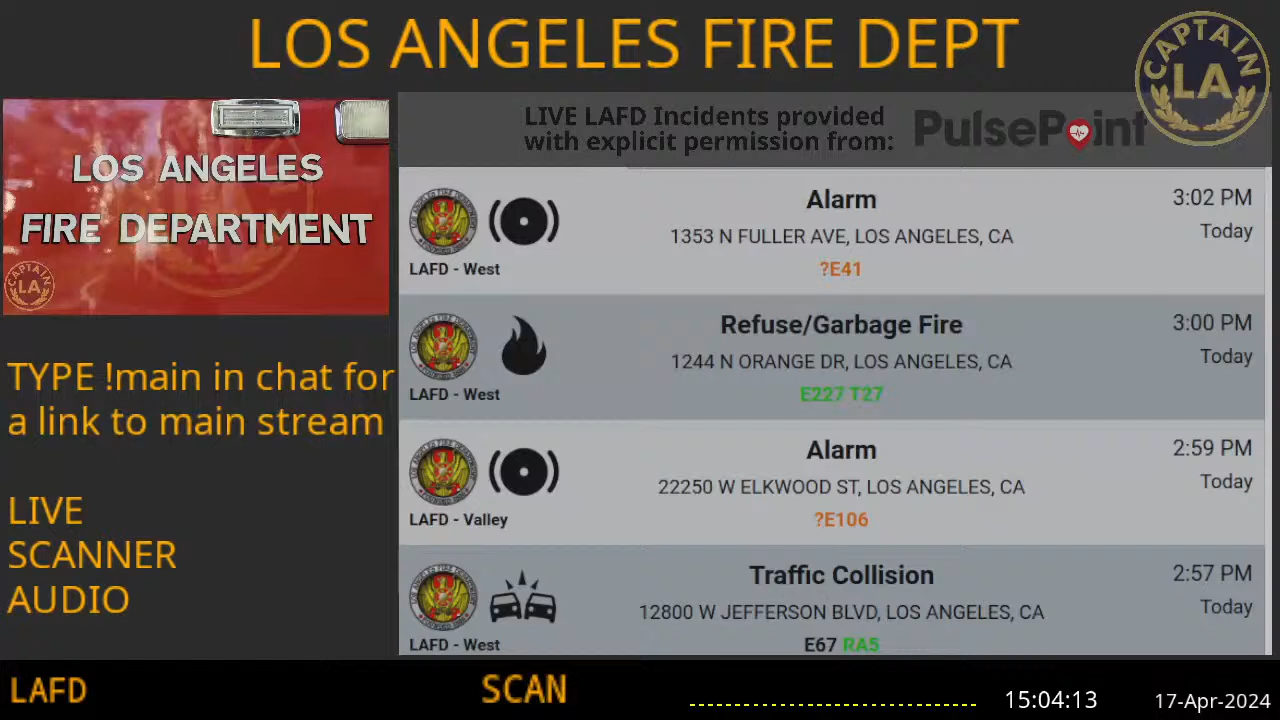 LOS ANGELES FIRE DEPT
CAPTAIN
LA
LOS ANGELES
FIRE DEPARTMENT
CAPTAIN
LA
LIVE LAFD Incidents provided
with explicit permission from:
PulsePoint
Alarm
3:02 PM
1353 N FULLER AVE, LOS ANGELES, CA
Today
LAFD - West
?E41
Refuse/Garbage Fire
3:00 PM
1244 N ORANGE DR, LOS ANGELES, CA
Today
LAFD - West
E227 T27
Alarm
2:59 PM
22250 W ELKWOOD ST, LOS ANGELES, CA
Today
LAFD - Valley
?E106
Traffic Collision
2:57 PM
12800 W JEFFERSON BLVD, LOS ANGELES, CA
Today
LAFD - West
E67 RA5
TYPE !main in chat for
a link to main stream
LIVE
SCANNER
AUDIO
LAFD
SCAN
15:04:13
17-Apr-2024